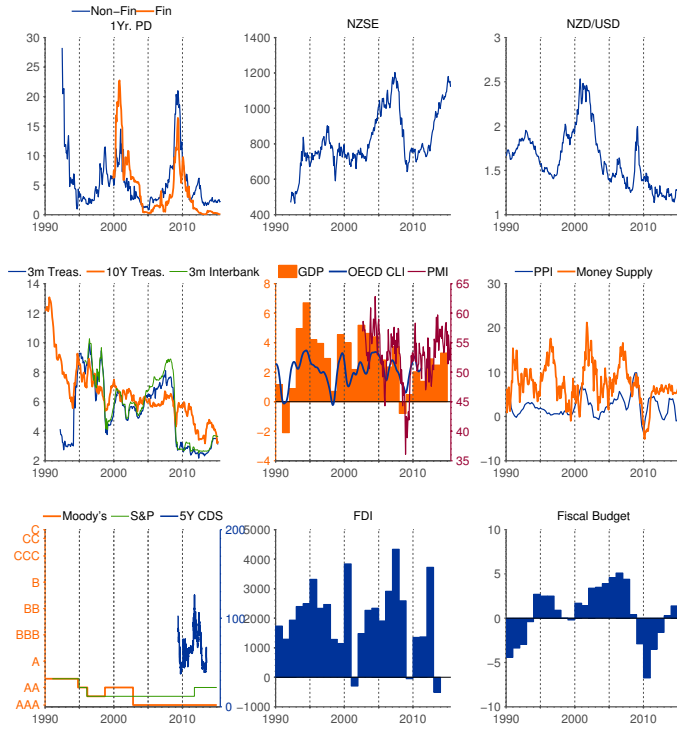 Non-Fin Fin
1Yr. PD
30
25
20
15
10
5
0
1990 2000 2010
NZSE
1400
1200
1000
800
600
400
1990 2000 2010
NZD/USD
3
2.5
2
1.5
1
1990 2000 2010
3m Treas. 10Y Treas. 3m Interbank
14
12
10
8
6
4
2
1990 2000 2010
GDP OECD CLI PMI
8 65
6 60
4 55
2 50
0 45
−2 40
−4 35
1990 2000 2010
PPI Money Supply
30
20
10
0
−10
1990 2000 2010
Moody's S&P 5Y CDS
C 200
CC
CCC
B
BB 100
BBB
A
AA
AAA 0
1990 2000 2010
FDI
5000
4000
3000
2000
1000
0
−1000
1990 2000 2010
Fiscal Budget
10
5
0
−5
−10
1990 2000 2010